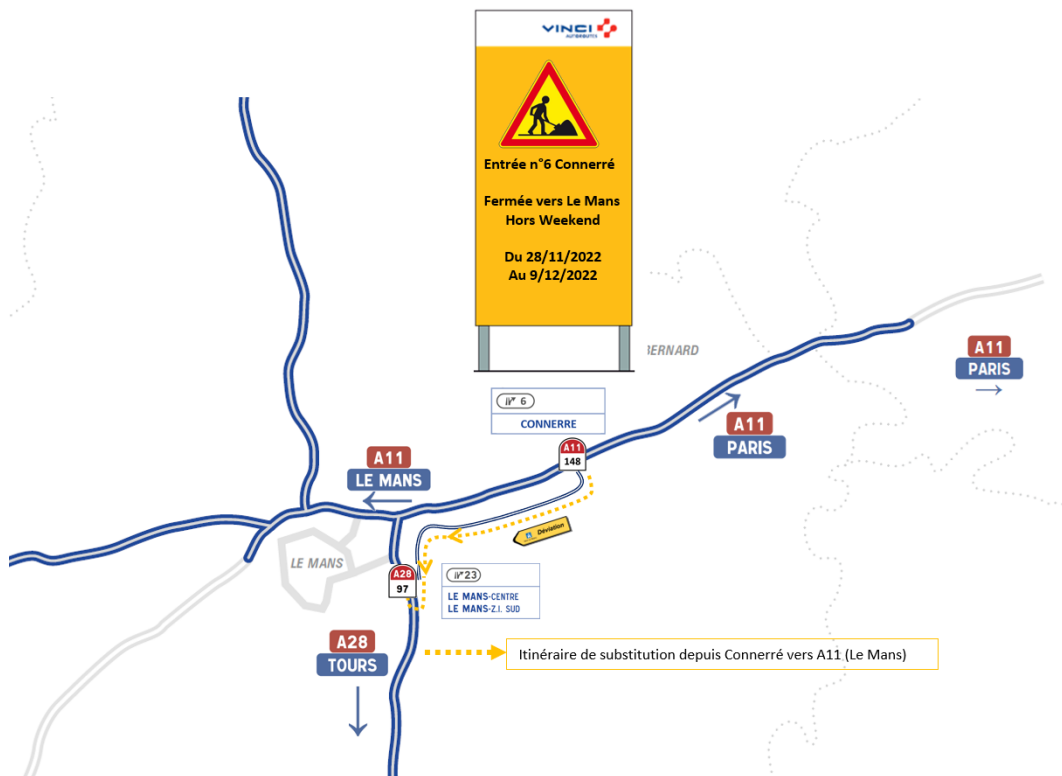 VINCI
AUTOROUTES
Entrée n°6 Connerré
Fermée vers Le Mans
Hors Weekend
Du 28/11/2022
Au 9/12/2022
BERNARD
A11
PARIS
6
CONNERRE
A11
PARIS
A11
148
A11
LE MANS
Déviation
LE MANS
A28
97
23
LE MANS-CENTRE
LE MANS-Z.I. SUD
A28
TOURS
Itinéraire de substitution depuis Connerré vers A11 (Le Mans)